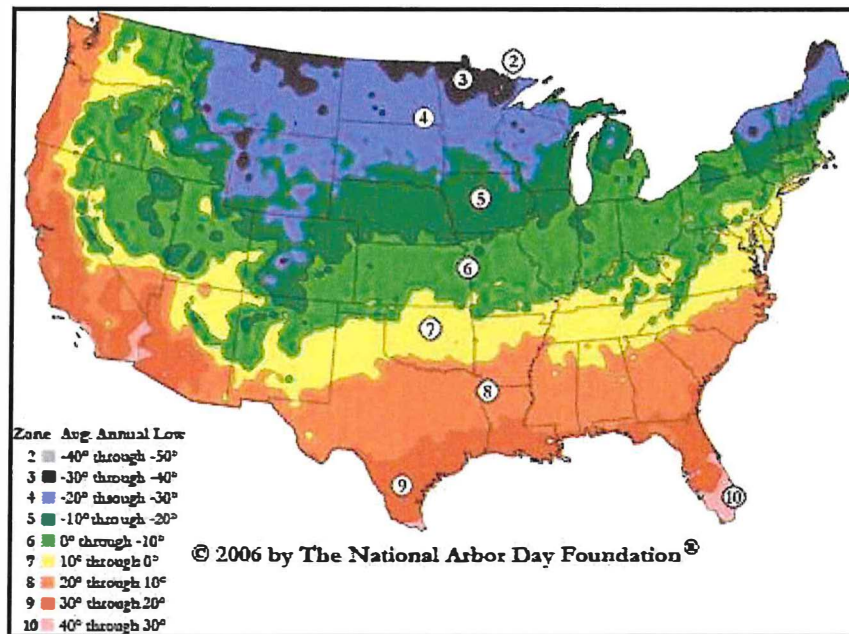 2
3
4
5
6
7
8
9
10
Zone Avg. Annual Low
2 -40° through -50°
3 -30° through -40°
4 -20° through -30°
5 -10° through -20°
6 0° through -10°
7 10° through 0°
8 20° through 10°
9 30° through 20°
10 40° through 30°
© 2006 by The National Arbor Day Foundation®